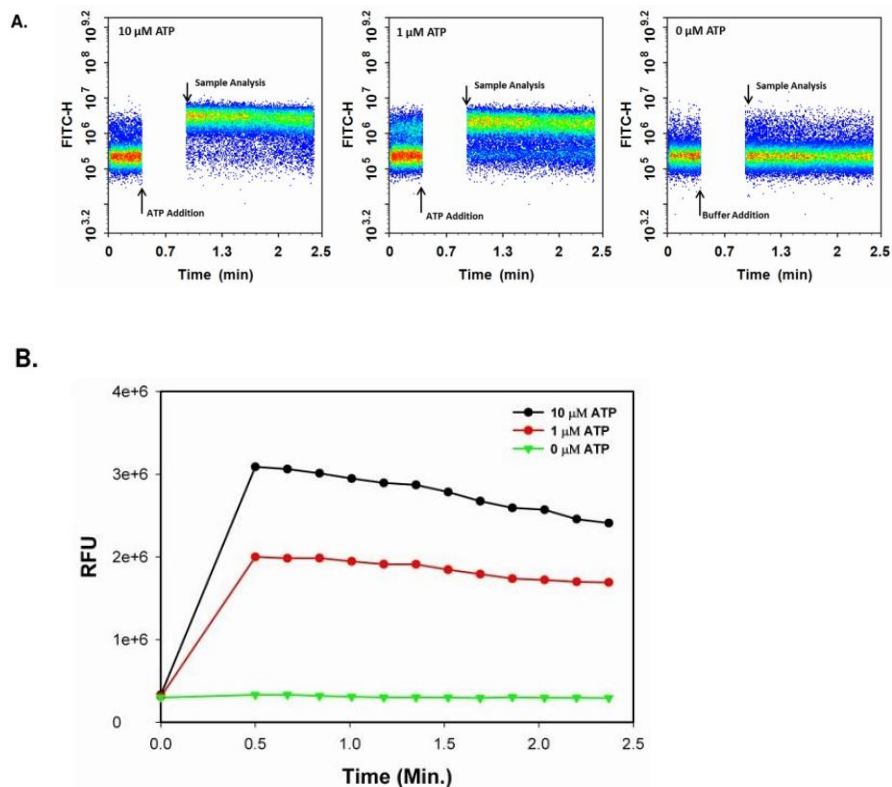 A.
10 μM ATP
1 μM ATP
0 μM ATP
FITC-H
10^9.2
10^8
10^7
10^6
10^5
10^3.2
Sample Analysis
ATP Addition
0 0.7 1.3 2 2.5
Time (min)
FITC-H
10^9.2
10^8
10^7
10^6
10^5
10^3.2
Sample Analysis
ATP Addition
0 0.7 1.3 2 2.5
Time (min)
FITC-H
10^9.2
10^8
10^7
10^6
10^5
10^3.2
Sample Analysis
Buffer Addition
0 0.7 1.3 2 2.5
Time (min)
B.
RFU
4e+6
3e+6
2e+6
1e+6
0
10 μM ATP
1 μM ATP
0 μM ATP
0.0 0.5 1.0 1.5 2.0 2.5
Time (Min.)